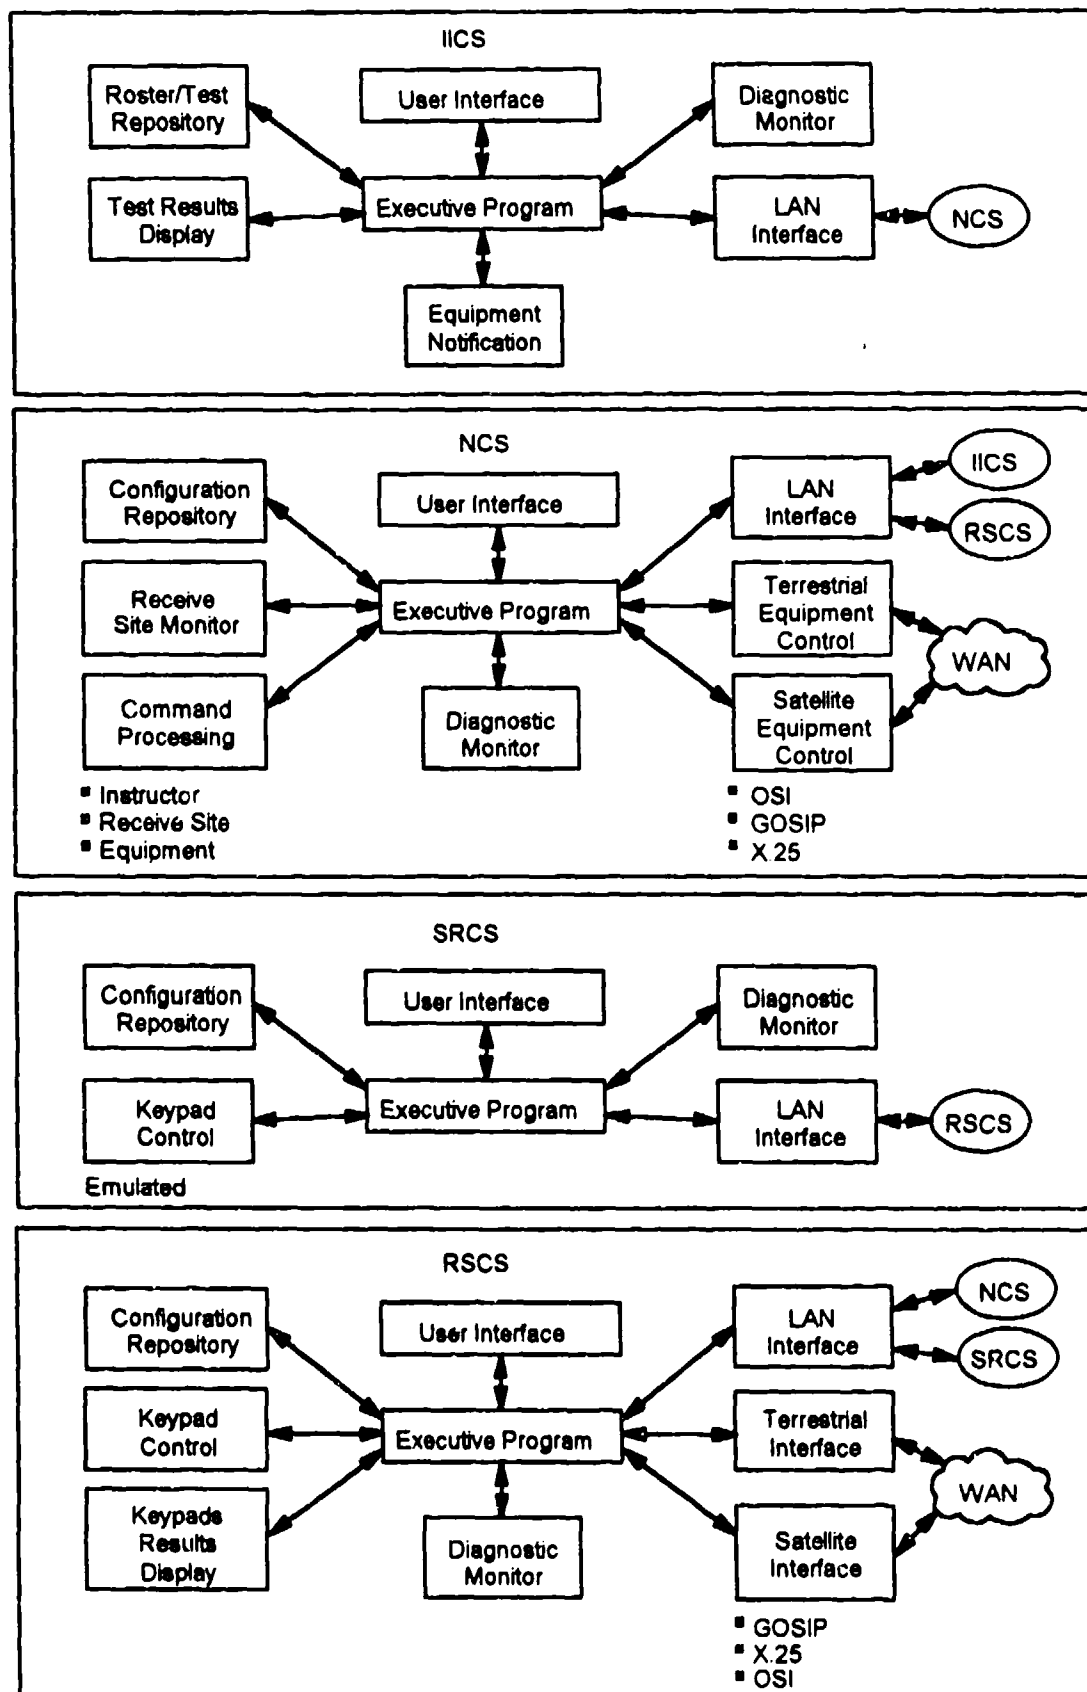 IICS
Roster/Test
Repository
User Interface
Diagnostic
Monitor
Test Results
Display
Executive Program
LAN
Interface
NCS
Equipment
Notification
NCS
Configuration
Repository
User Interface
LAN
Interface
IICS
RSCS
Receive
Site Monitor
Executive Program
Terrestrial
Equipment
Control
WAN
Command
Processing
Diagnostic
Monitor
Satellite
Equipment
Control
▪ Instructor
▪ Receive Site
▪ Equipment
▪ OSI
▪ GOSIP
▪ X.25
SRCS
Configuration
Repository
User Interface
Diagnostic
Monitor
Keypad
Control
Executive Program
LAN
Interface
RSCS
Emulated
RSCS
Configuration
Repository
User Interface
LAN
Interface
NCS
SRCS
Keypad
Control
Executive Program
Terrestrial
Interface
WAN
Keypads
Results
Display
Diagnostic
Monitor
Satellite
Interface
▪ GOSIP
▪ X.25
▪ OSI